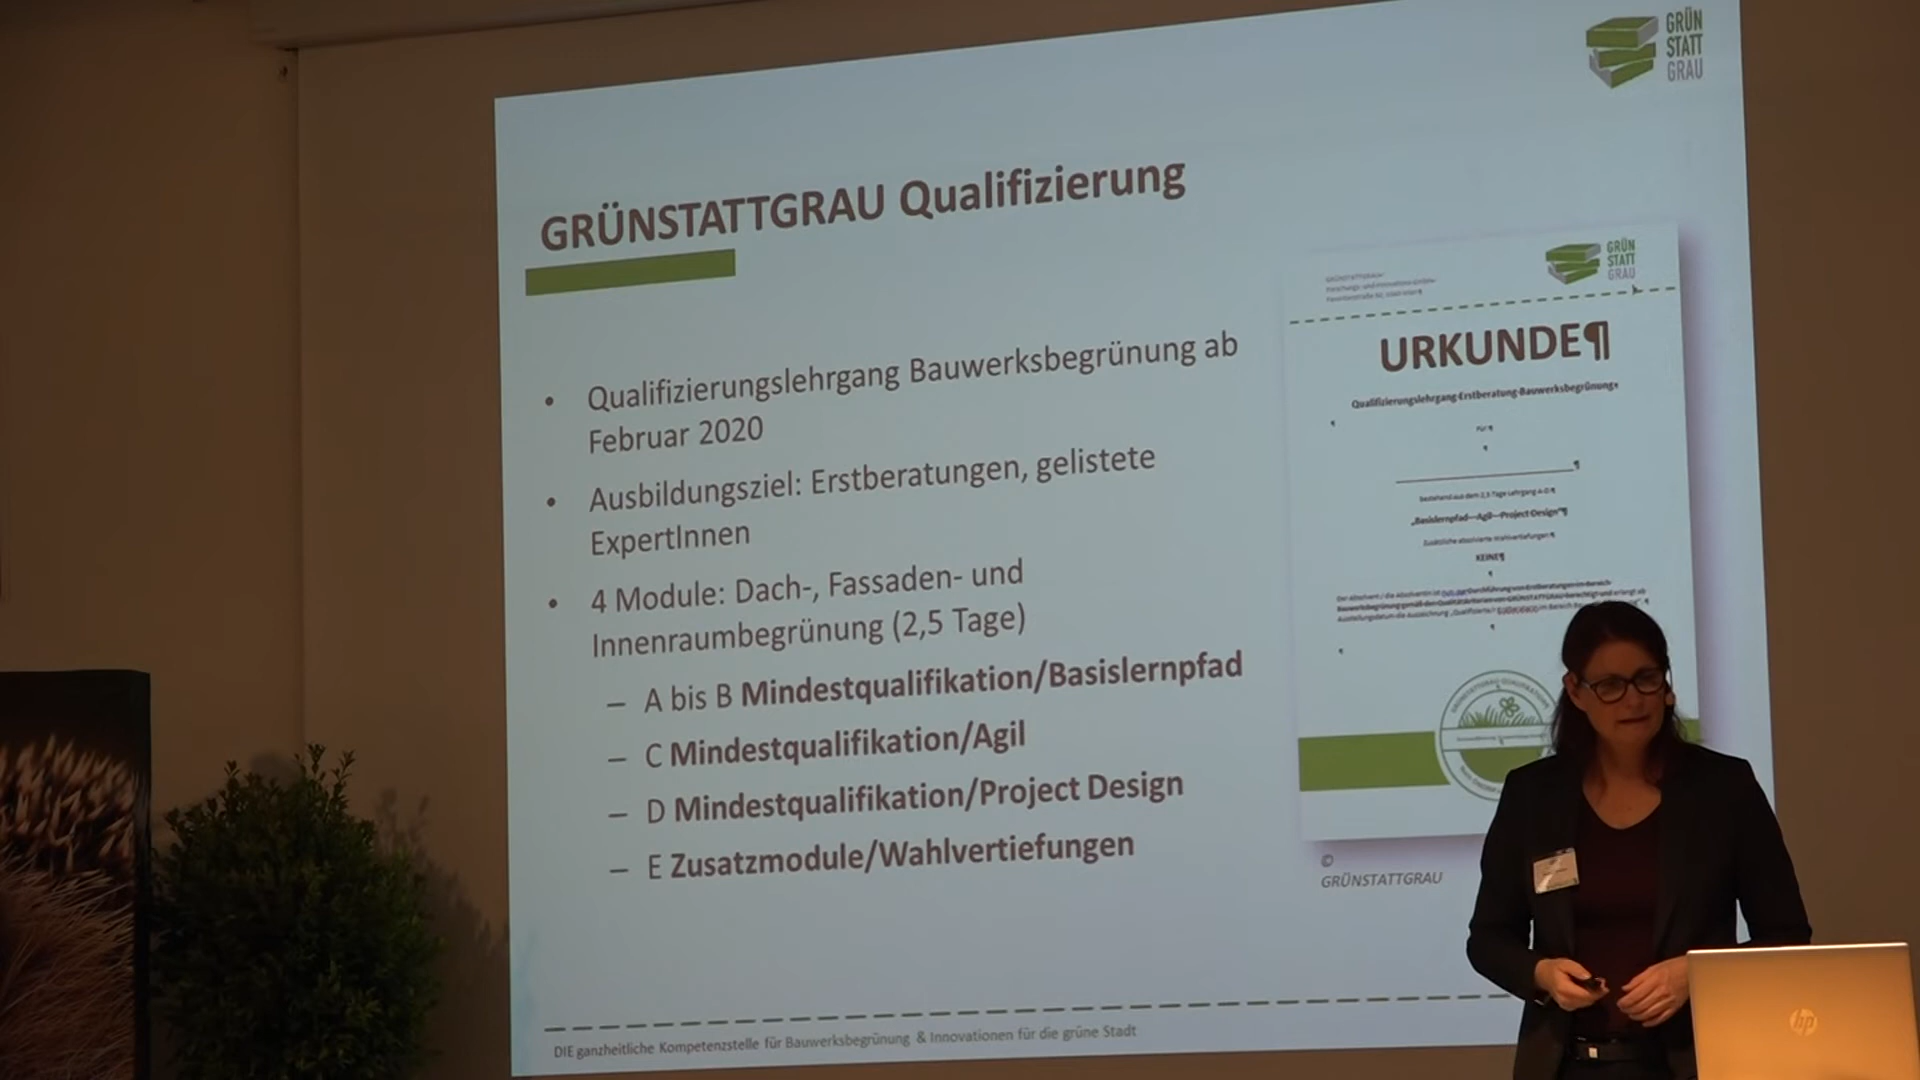 GRÜN
STATT
GRAU
GRÜNSTATTGRAU Qualifizierung
• Qualifizierungslehrgang Bauwerksbegrünung ab
Februar 2020
• Ausbildungsziel: Erstberatungen, gelistete
ExpertInnen
• 4 Module: Dach-, Fassaden- und
Innenraumbegrünung (2,5 Tage)
– A bis B Mindestqualifikation/Basislernpfad
– C Mindestqualifikation/Agil
– D Mindestqualifikation/Project Design
– E Zusatzmodule/Wahlvertiefungen
GRÜN
STATT
GRAU
URKUNDE¶
Qualifizierungslehrgang·Erstberatung·Bauwerksbegrünung
„Basislernpfad·–·Agil·–·Project·Design"¶
KEINE¶
©
GRÜNSTATTGRAU
DIE ganzheitliche Kompetenzstelle für Bauwerksbegrünung & Innovationen für die grüne Stadt
hp